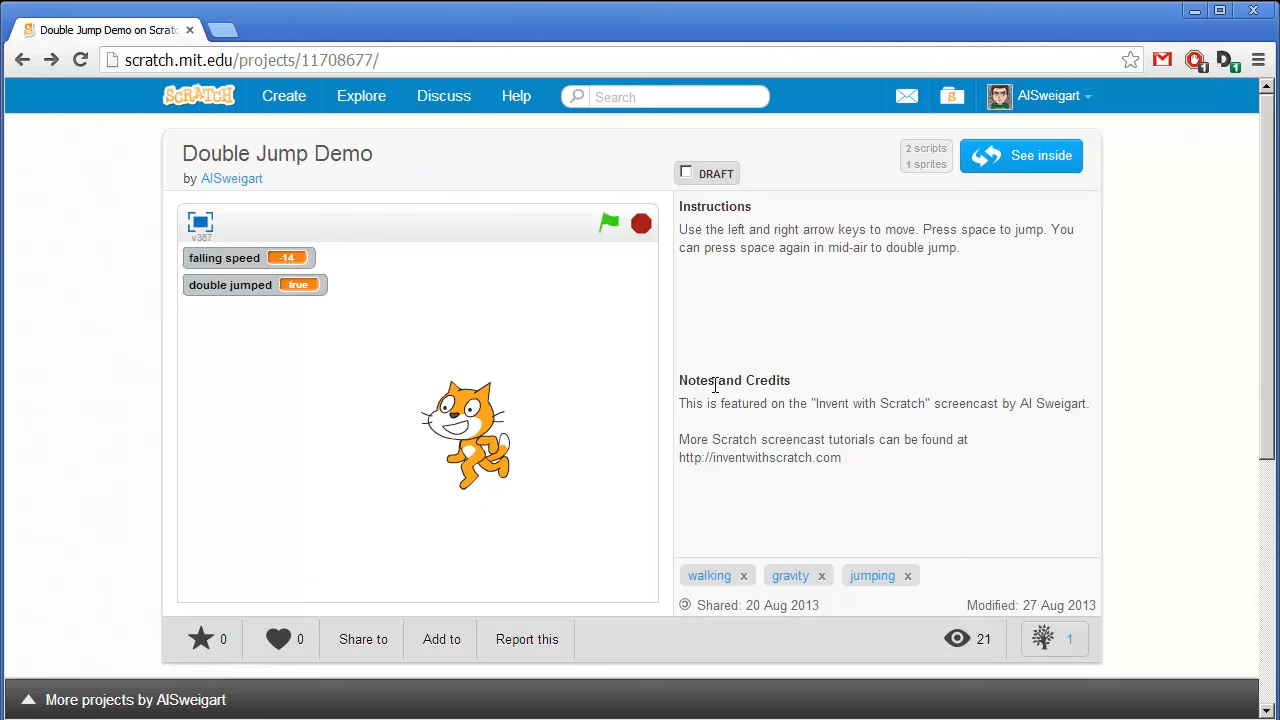 Double Jump Demo on Scratc
scratch.mit.edu/projects/11708677/
SCRATCH
Create
Explore
Discuss
Help
Search
AlSweigart
Double Jump Demo
by AlSweigart
DRAFT
2 scripts
1 sprites
See inside
v387
falling speed -14
double jumped true
Instructions
Use the left and right arrow keys to move. Press space to jump. You
can press space again in mid-air to double jump.
Notes and Credits
This is featured on the "Invent with Scratch" screencast by Al Sweigart.
More Scratch screencast tutorials can be found at
http://inventwithscratch.com
walking x
gravity x
jumping x
Shared: 20 Aug 2013
Modified: 27 Aug 2013
0
0
Share to
Add to
Report this
21
1
More projects by AlSweigart